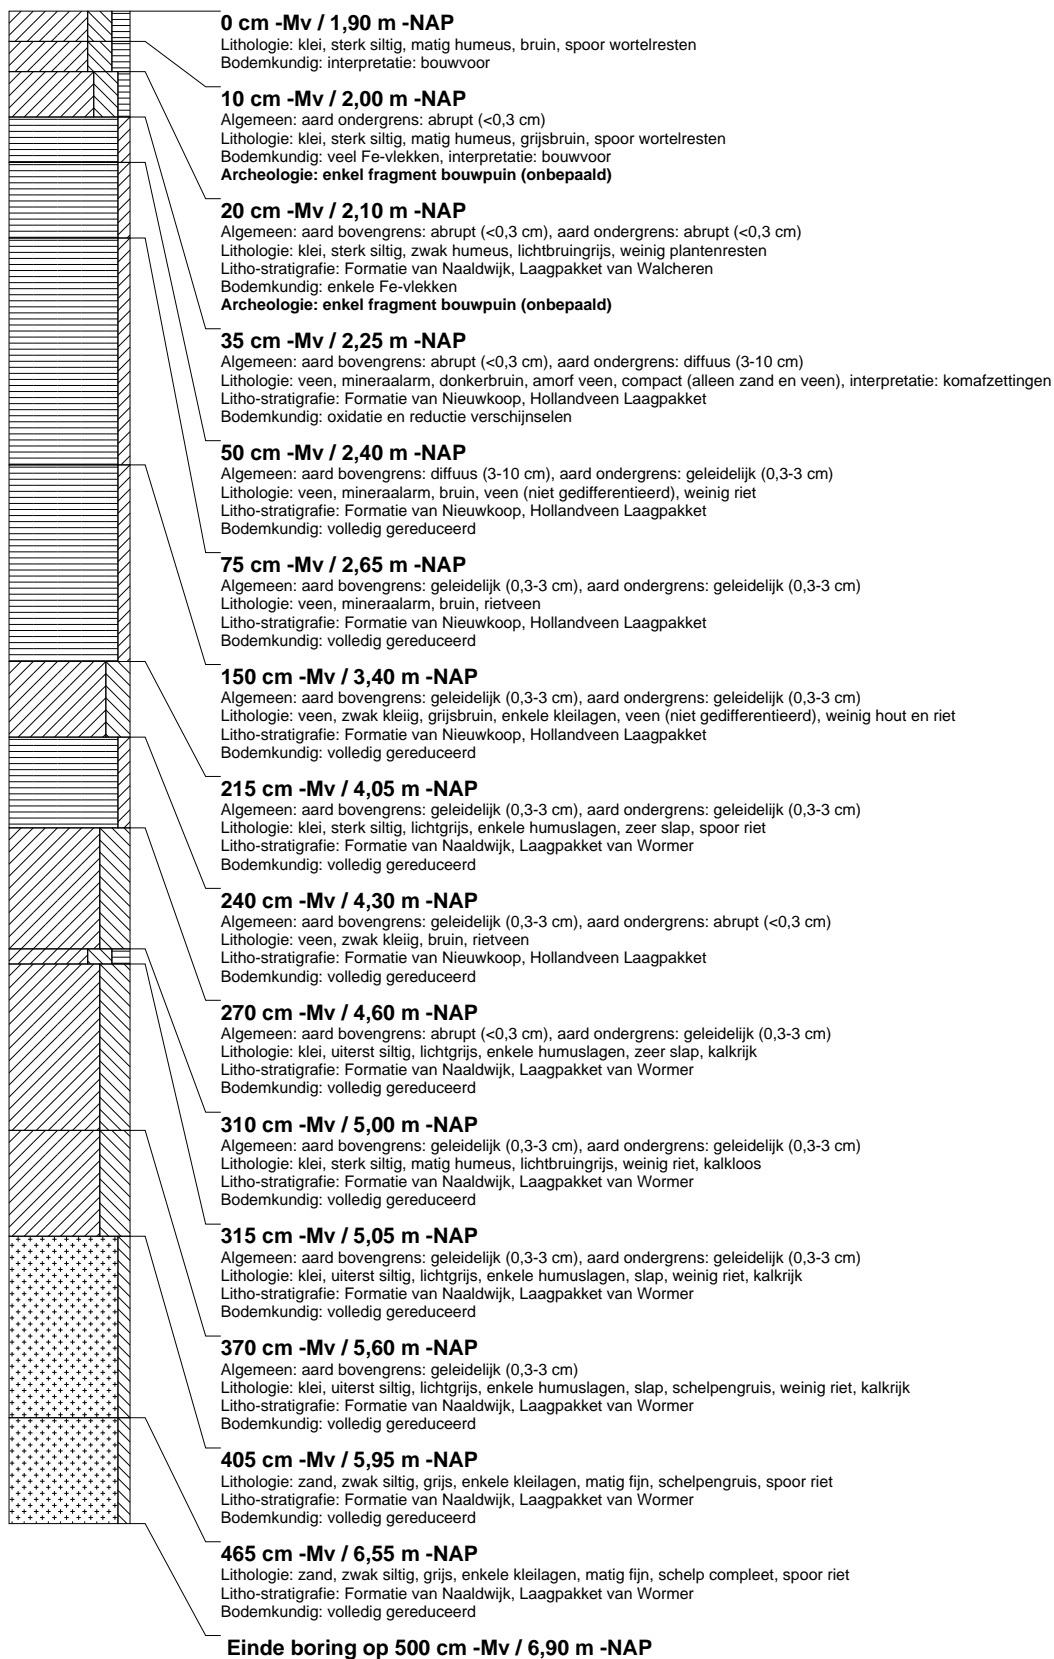 0 cm -Mv / 1,90 m -NAP
Lithologie: klei, sterk siltig, matig humeus, bruin, spoor wortelresten
Bodemkundig: interpretatie: bouwvoor
10 cm -Mv / 2,00 m -NAP
Algemeen: aard ondergrens: abrupt (<0,3 cm)
Lithologie: klei, sterk siltig, matig humeus, grijsbruin, spoor wortelresten
Bodemkundig: veel Fe-vlekken, interpretatie: bouwvoor
Archeologie: enkel fragment bouwpuin (onbepaald)
20 cm -Mv / 2,10 m -NAP
Algemeen: aard bovengrens: abrupt (<0,3 cm), aard ondergrens: abrupt (<0,3 cm)
Lithologie: klei, sterk siltig, zwak humeus, lichtbruingrijs, weinig plantenresten
Litho-stratigrafie: Formatie van Naaldwijk, Laagpakket van Walcheren
Bodemkundig: enkele Fe-vlekken
Archeologie: enkel fragment bouwpuin (onbepaald)
35 cm -Mv / 2,25 m -NAP
Algemeen: aard bovengrens: abrupt (<0,3 cm), aard ondergrens: diffuus (3-10 cm)
Lithologie: veen, mineraalarm, donkerbruin, amorf veen, compact (alleen zand en veen), interpretatie: komafzettingen
Litho-stratigrafie: Formatie van Nieuwkoop, Hollandveen Laagpakket
Bodemkundig: oxidatie en reductie verschijnselen
50 cm -Mv / 2,40 m -NAP
Algemeen: aard bovengrens: diffuus (3-10 cm), aard ondergrens: geleidelijk (0,3-3 cm)
Lithologie: veen, mineraalarm, bruin, veen (niet gedifferentieerd), weinig riet
Litho-stratigrafie: Formatie van Nieuwkoop, Hollandveen Laagpakket
Bodemkundig: volledig gereduceerd
75 cm -Mv / 2,65 m -NAP
Algemeen: aard bovengrens: geleidelijk (0,3-3 cm), aard ondergrens: geleidelijk (0,3-3 cm)
Lithologie: veen, mineraalarm, bruin, rietveen
Litho-stratigrafie: Formatie van Nieuwkoop, Hollandveen Laagpakket
Bodemkundig: volledig gereduceerd
150 cm -Mv / 3,40 m -NAP
Algemeen: aard bovengrens: geleidelijk (0,3-3 cm), aard ondergrens: geleidelijk (0,3-3 cm)
Lithologie: veen, zwak kleiig, grijsbruin, enkele kleilagen, veen (niet gedifferentieerd), weinig hout en riet
Litho-stratigrafie: Formatie van Nieuwkoop, Hollandveen Laagpakket
Bodemkundig: volledig gereduceerd
215 cm -Mv / 4,05 m -NAP
Algemeen: aard bovengrens: geleidelijk (0,3-3 cm), aard ondergrens: geleidelijk (0,3-3 cm)
Lithologie: klei, sterk siltig, lichtgrijs, enkele humuslagen, zeer slap, spoor riet
Litho-stratigrafie: Formatie van Naaldwijk, Laagpakket van Wormer
Bodemkundig: volledig gereduceerd
240 cm -Mv / 4,30 m -NAP
Algemeen: aard bovengrens: geleidelijk (0,3-3 cm), aard ondergrens: abrupt (<0,3 cm)
Lithologie: veen, zwak kleiig, bruin, rietveen
Litho-stratigrafie: Formatie van Nieuwkoop, Hollandveen Laagpakket
Bodemkundig: volledig gereduceerd
270 cm -Mv / 4,60 m -NAP
Algemeen: aard bovengrens: abrupt (<0,3 cm), aard ondergrens: geleidelijk (0,3-3 cm)
Lithologie: klei, uiterst siltig, lichtgrijs, enkele humuslagen, zeer slap, kalkrijk
Litho-stratigrafie: Formatie van Naaldwijk, Laagpakket van Wormer
Bodemkundig: volledig gereduceerd
310 cm -Mv / 5,00 m -NAP
Algemeen: aard bovengrens: geleidelijk (0,3-3 cm), aard ondergrens: geleidelijk (0,3-3 cm)
Lithologie: klei, sterk siltig, matig humeus, lichtbruingrijs, weinig riet, kalkloos
Litho-stratigrafie: Formatie van Naaldwijk, Laagpakket van Wormer
Bodemkundig: volledig gereduceerd
315 cm -Mv / 5,05 m -NAP
Algemeen: aard bovengrens: geleidelijk (0,3-3 cm), aard ondergrens: geleidelijk (0,3-3 cm)
Lithologie: klei, uiterst siltig, lichtgrijs, enkele humuslagen, slap, weinig riet, kalkrijk
Litho-stratigrafie: Formatie van Naaldwijk, Laagpakket van Wormer
Bodemkundig: volledig gereduceerd
370 cm -Mv / 5,60 m -NAP
Algemeen: aard bovengrens: geleidelijk (0,3-3 cm)
Lithologie: klei, uiterst siltig, lichtgrijs, enkele humuslagen, slap, schelpengruis, weinig riet, kalkrijk
Litho-stratigrafie: Formatie van Naaldwijk, Laagpakket van Wormer
Bodemkundig: volledig gereduceerd
405 cm -Mv / 5,95 m -NAP
Lithologie: zand, zwak siltig, grijs, enkele kleilagen, matig fijn, schelpengruis, spoor riet
Litho-stratigrafie: Formatie van Naaldwijk, Laagpakket van Wormer
Bodemkundig: volledig gereduceerd
465 cm -Mv / 6,55 m -NAP
Lithologie: zand, zwak siltig, grijs, enkele kleilagen, matig fijn, schelp compleet, spoor riet
Litho-stratigrafie: Formatie van Naaldwijk, Laagpakket van Wormer
Bodemkundig: volledig gereduceerd
Einde boring op 500 cm -Mv / 6,90 m -NAP